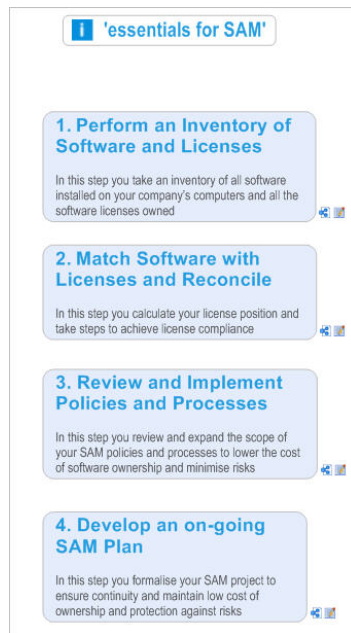 i 'essentials for SAM'
1. Perform an Inventory of
Software and Licenses
In this step you take an inventory of all software
installed on your company's computers and all the
software licenses owned
2. Match Software with
Licenses and Reconcile
In this step you calculate your license position and
take steps to achieve license compliance
3. Review and Implement
Policies and Processes
In this step you review and expand the scope of
your SAM policies and processes to lower the cost
of software ownership and minimise risks
4. Develop an on-going
SAM Plan
In this step you formalise your SAM project to
ensure continuity and maintain low cost of
ownership and protection against risks